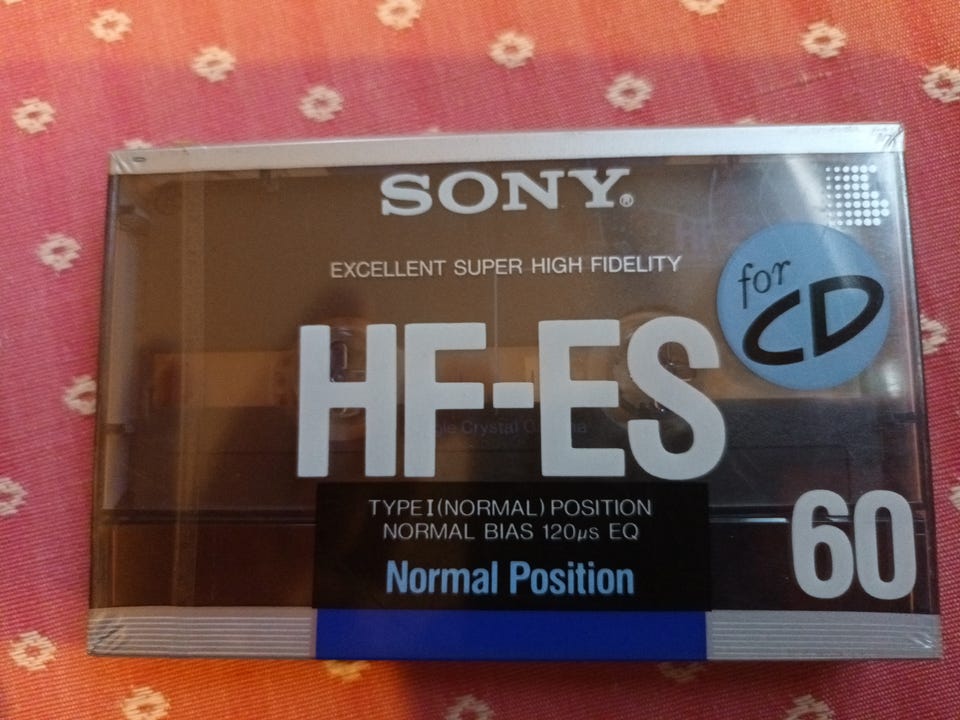 SONY®
EXCELLENT SUPER HIGH FIDELITY
for
CD
HF-ES
TYPE I (NORMAL) POSITION
NORMAL BIAS 120μs EQ
Normal Position
60